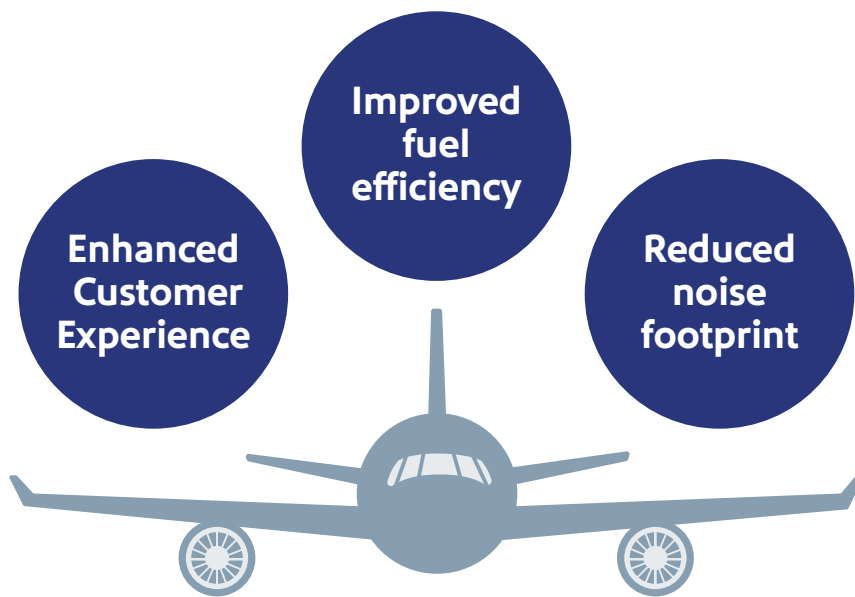 Improved
fuel
efficiency
Enhanced
Customer
Experience
Reduced
noise
footprint